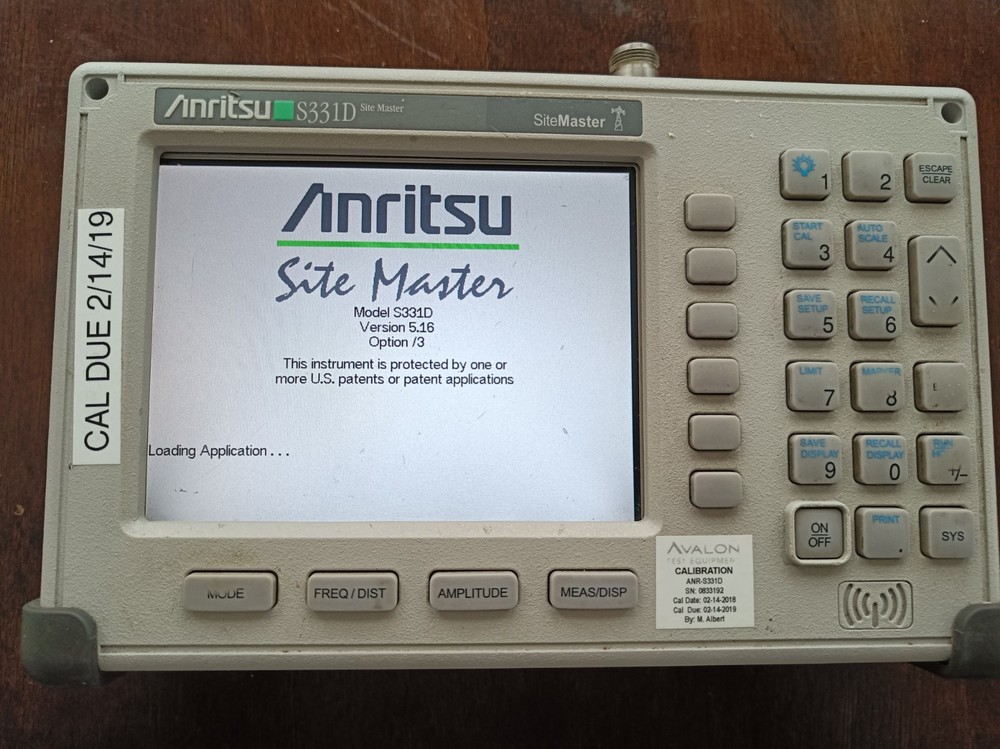 Anritsu S331D Site Master
SiteMaster
CAL DUE 2/14/19
Anritsu
Site Master
Model S331D
Version 5.16
Option /3
This instrument is protected by one or
more U.S. patents or patent applications
Loading Application . . .
1
2
ESCAPE
CLEAR
START
CAL
3
AUTO
SCALE
4
SAVE
SETUP
5
RECALL
SETUP
6
LIMIT
7
MARKER
8
E
SAVE
DISPLAY
9
RECALL
DISPLAY
0
RUN
+/-
ON
OFF
PRINT
.
SYS
MODE
FREQ / DIST
AMPLITUDE
MEAS/DISP
AVALON
TEST EQUIPMENT
CALIBRATION
ANR-S331D
SN: 0833192
Cal Date: 02-14-2018
Cal Due: 02-14-2019
By: M. Albert